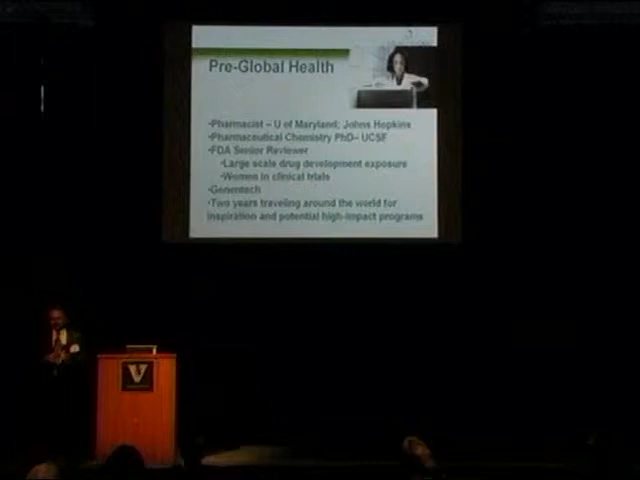 Pre-Global Health
•Pharmacist – U of Maryland; Johns Hopkins
•Pharmaceutical Chemistry PhD– UCSF
•FDA Senior Reviewer
•Large scale drug development exposure
•Women in clinical trials
•Genentech
•Two years traveling around the world for
inspiration and potential high-impact programs
V